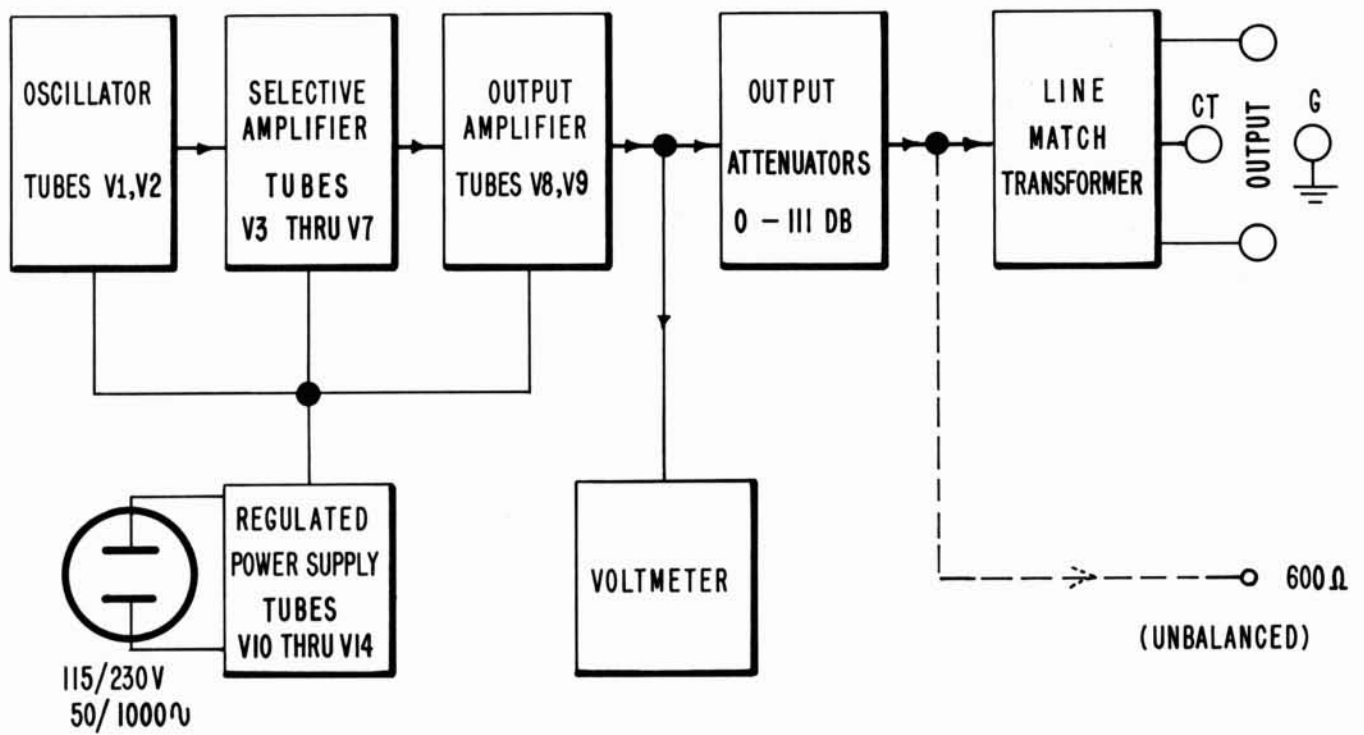 OSCILLATOR
TUBES V1,V2
SELECTIVE
AMPLIFIER
TUBES
V3 THRU V7
OUTPUT
AMPLIFIER
TUBES V8,V9
OUTPUT
ATTENUATORS
0 – 111 DB
LINE
MATCH
TRANSFORMER
CT
OUTPUT
G
REGULATED
POWER SUPPLY
TUBES
V10 THRU V14
115/230V
50/1000∿
VOLTMETER
600Ω
(UNBALANCED)